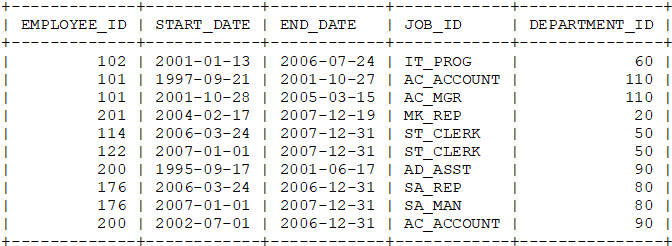 +-------------+------------+------------+------------+---------------+
| EMPLOYEE_ID | START_DATE | END_DATE   | JOB_ID     | DEPARTMENT_ID |
+-------------+------------+------------+------------+---------------+
|         102 | 2001-01-13 | 2006-07-24 | IT_PROG    |            60 |
|         101 | 1997-09-21 | 2001-10-27 | AC_ACCOUNT |           110 |
|         101 | 2001-10-28 | 2005-03-15 | AC_MGR     |           110 |
|         201 | 2004-02-17 | 2007-12-19 | MK_REP     |            20 |
|         114 | 2006-03-24 | 2007-12-31 | ST_CLERK   |            50 |
|         122 | 2007-01-01 | 2007-12-31 | ST_CLERK   |            50 |
|         200 | 1995-09-17 | 2001-06-17 | AD_ASST    |            90 |
|         176 | 2006-03-24 | 2006-12-31 | SA_REP     |            80 |
|         176 | 2007-01-01 | 2007-12-31 | SA_MAN     |            80 |
|         200 | 2002-07-01 | 2006-12-31 | AC_ACCOUNT |            90 |
+-------------+------------+------------+------------+---------------+